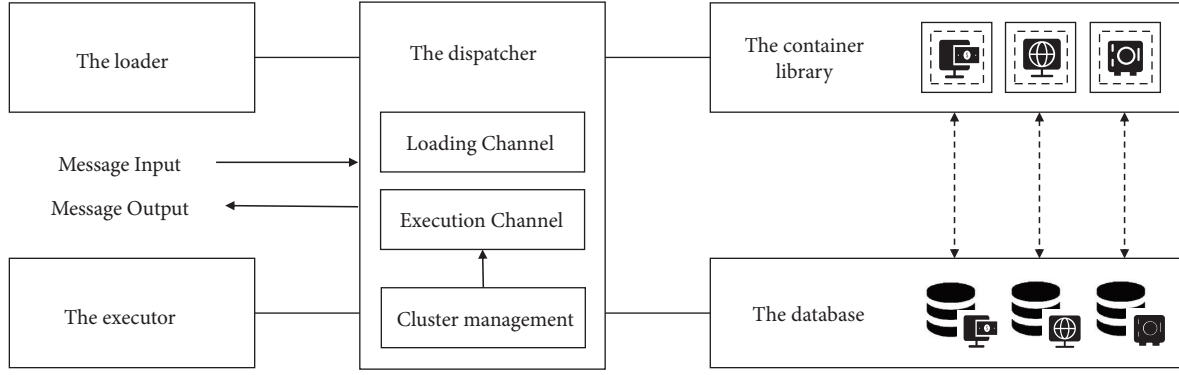 The loader
The dispatcher
The container
library
Loading Channel
Message Input
Message Output
Execution Channel
The executor
Cluster management
The database